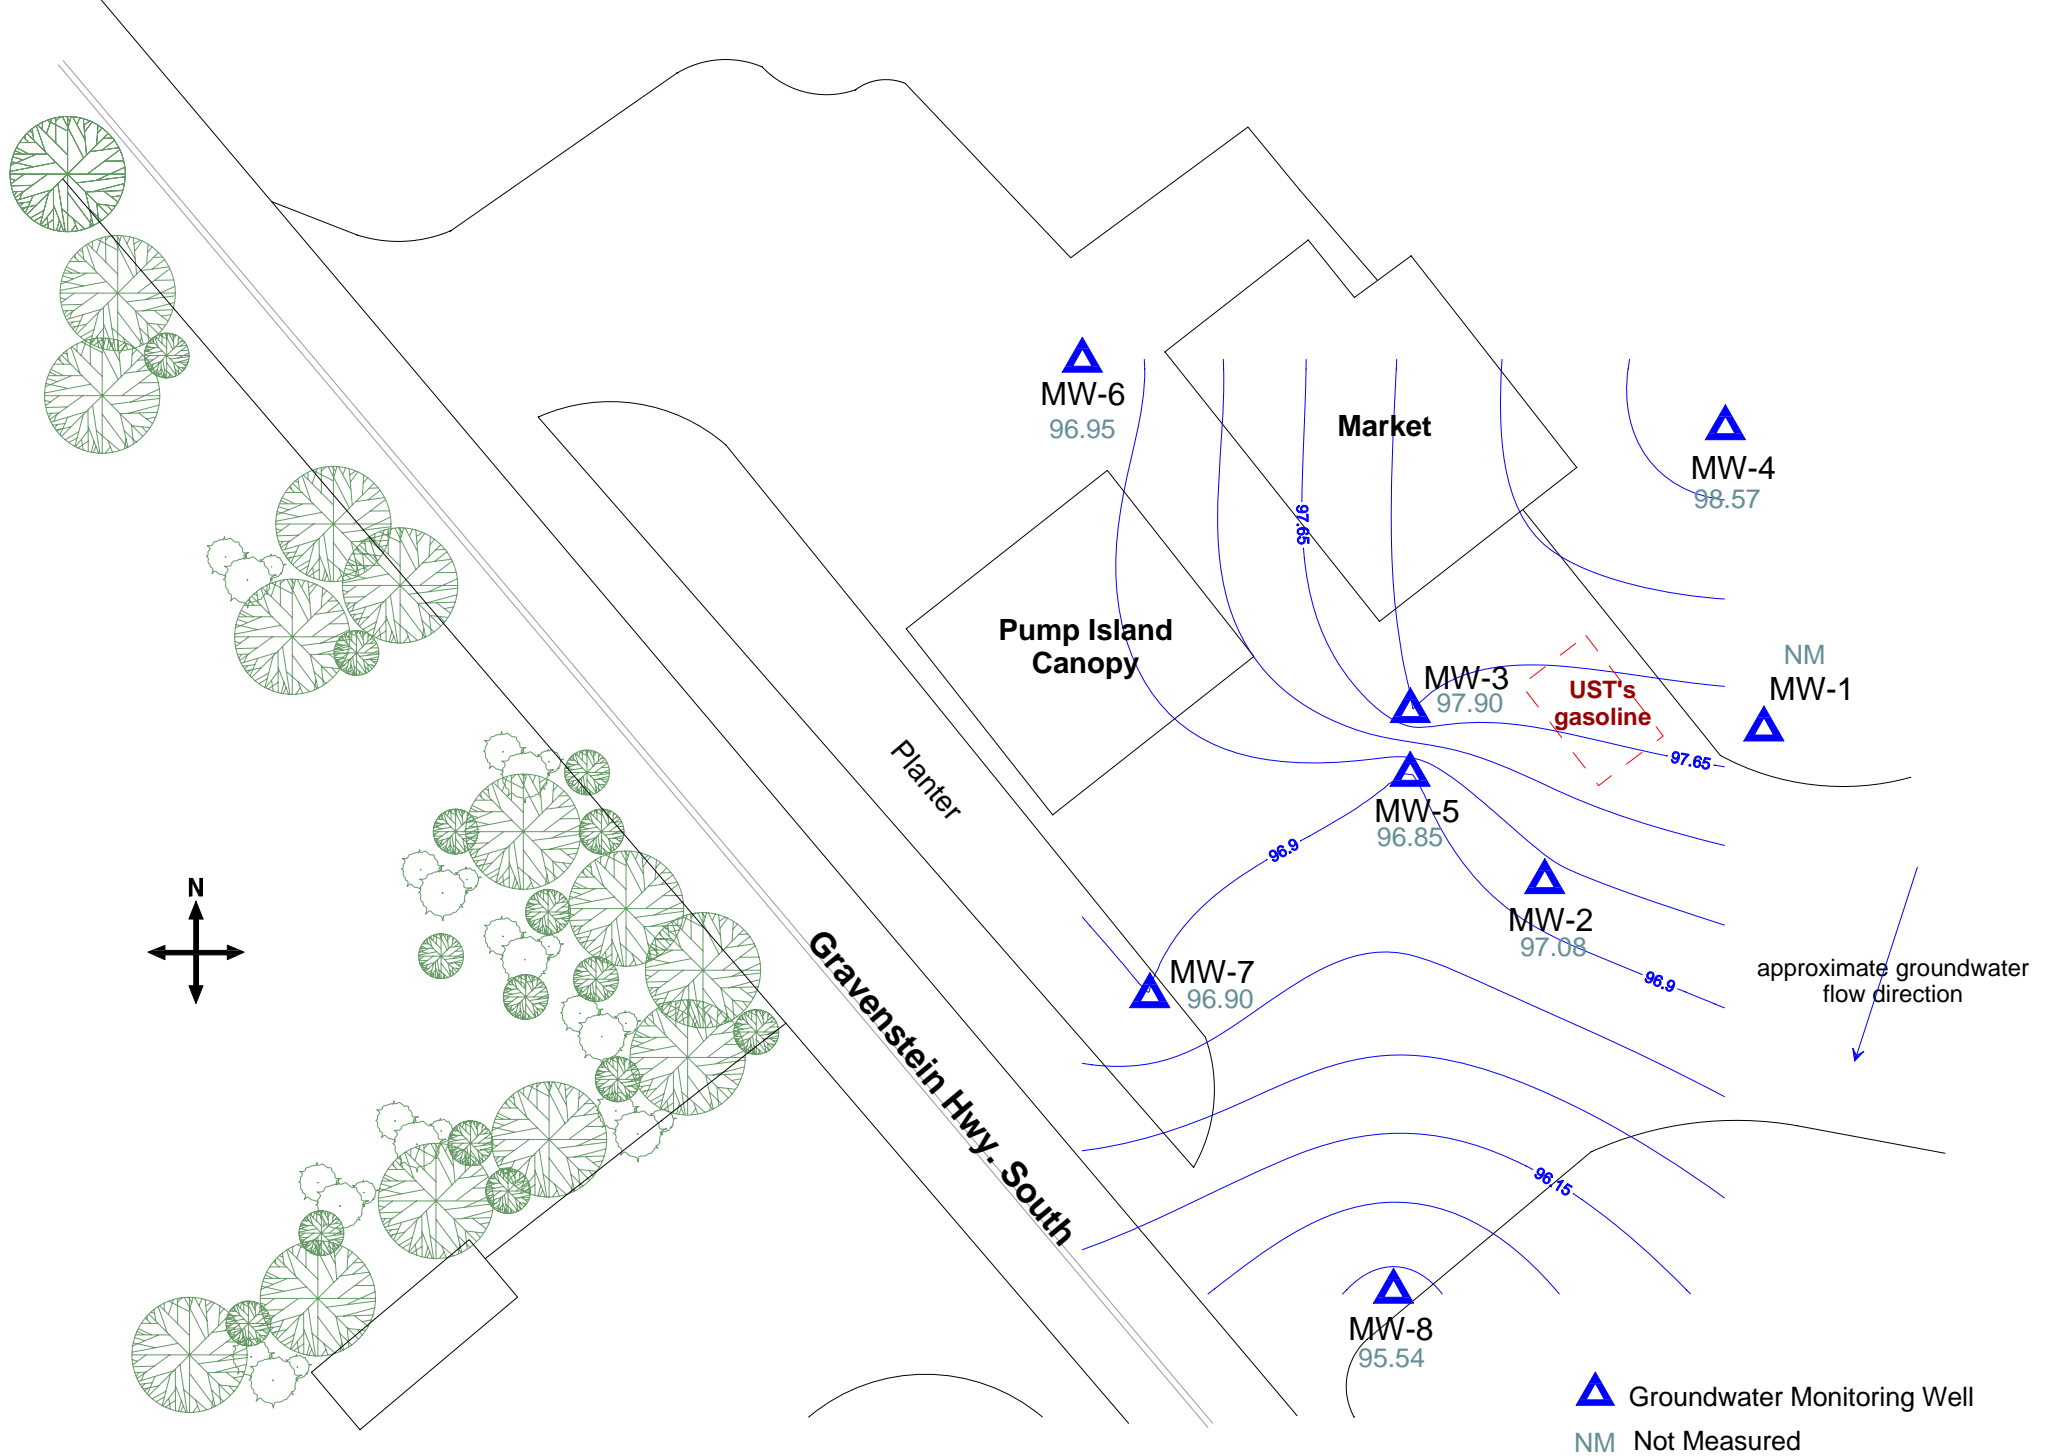 MW-6
96.95
Market
MW-4
98.57
97.65
Pump Island
Canopy
MW-3
97.90
UST's
gasoline
NM
MW-1
97.65
Planter
MW-5
96.85
96.9
N
MW-2
97.08
MW-7
96.90
96.9
approximate groundwater
flow direction
Gravenstein Hwy. South
96.15
MW-8
95.54
Groundwater Monitoring Well
NM Not Measured